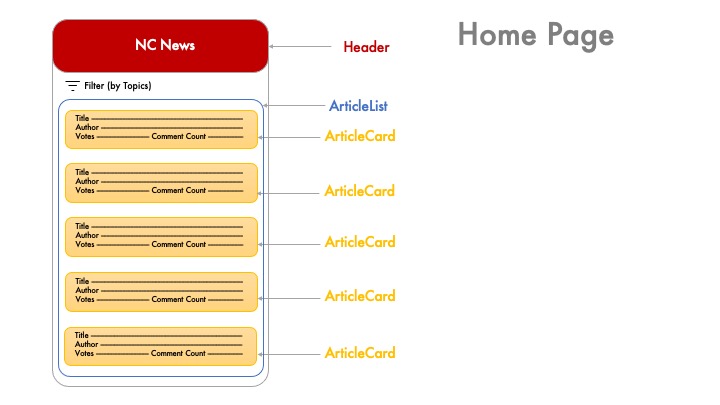 Home Page
NC News
Header
Filter (by Topics)
ArticleList
Title
Author
Votes Comment Count
ArticleCard
Title
Author
Votes Comment Count
ArticleCard
Title
Author
Votes Comment Count
ArticleCard
Title
Author
Votes Comment Count
ArticleCard
Title
Author
Votes Comment Count
ArticleCard